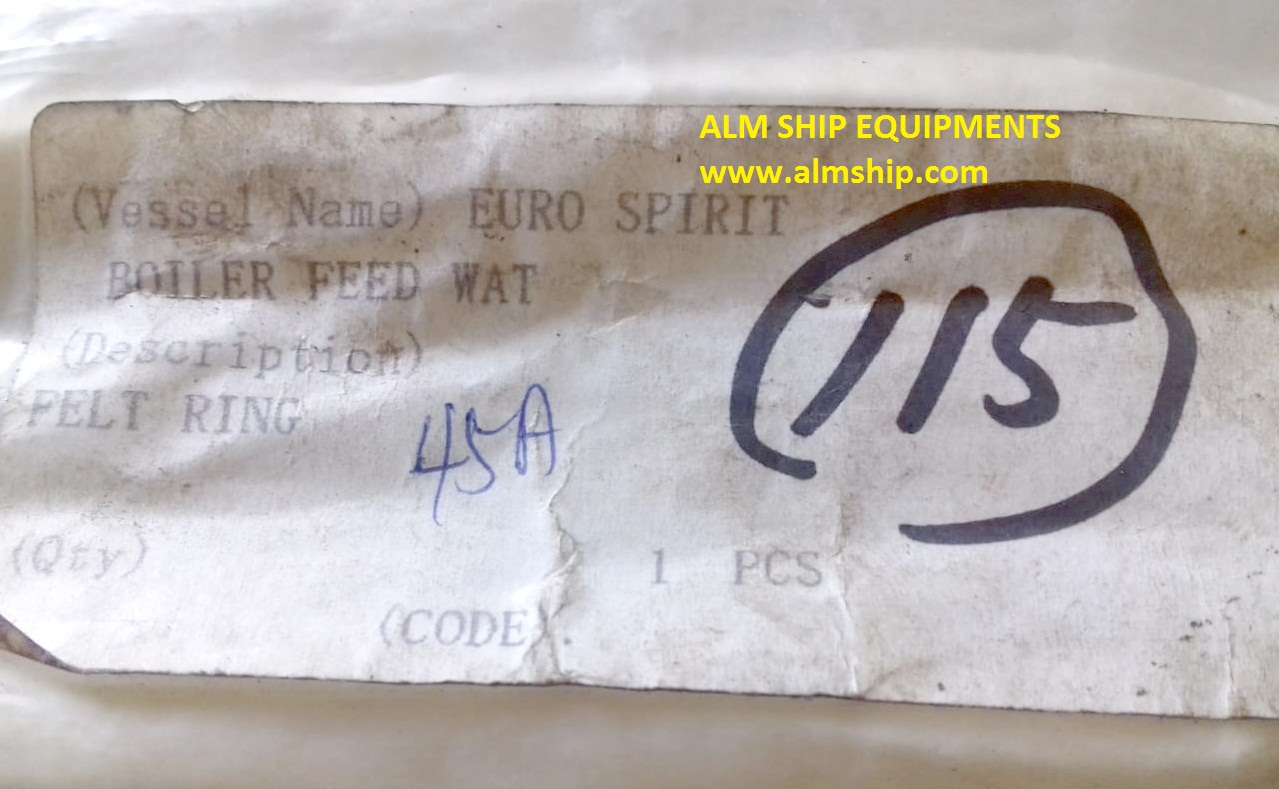 ALM SHIP EQUIPMENTS
www.almship.com
(Vessel Name) EURO SPIRIT
BOILER FEED WAT
115
(Description)
FELT RING
45A
(Qty) 1 PCS
(CODE).